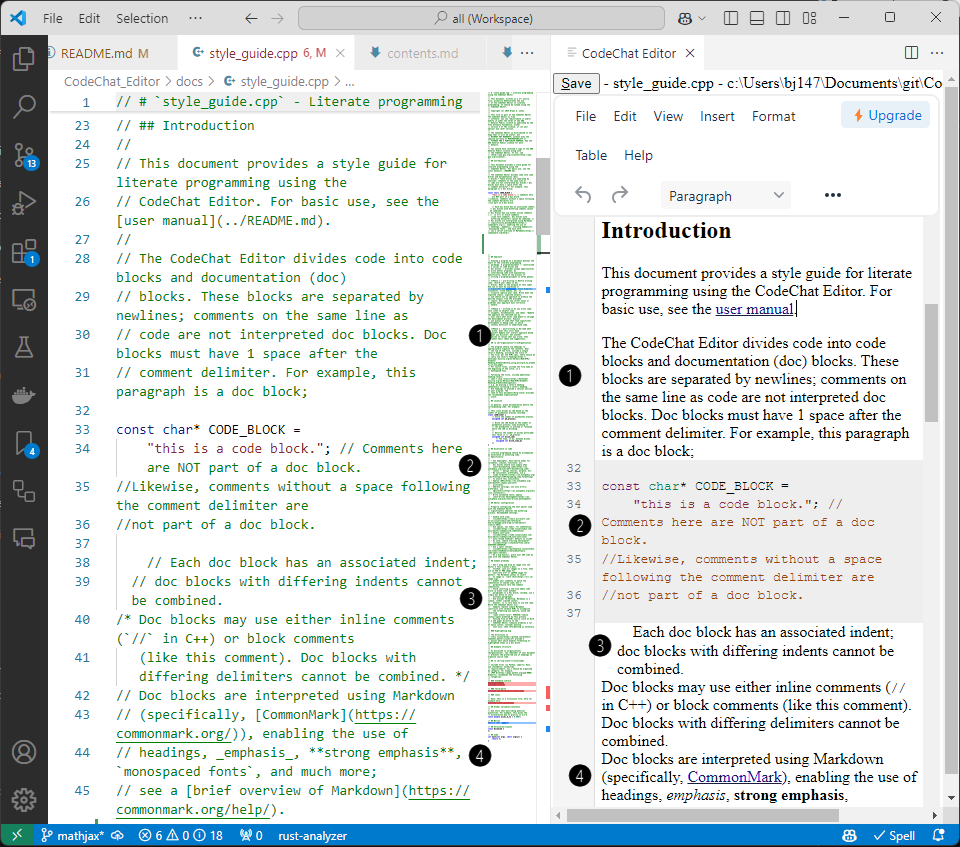 File Edit Selection ··· all (Workspace)
README.md M style_guide.cpp 6, M contents.md ··· CodeChat Editor ···
CodeChat_Editor > docs > style_guide.cpp > ...
1 // # `style_guide.cpp` - Literate programming
23 // ## Introduction
24 //
25 // This document provides a style guide for
literate programming using the
26 // CodeChat Editor. For basic use, see the
[user manual](../README.md).
27 //
28 // The CodeChat Editor divides code into code
blocks and documentation (doc)
29 // blocks. These blocks are separated by
newlines; comments on the same line as
30 // code are not interpreted doc blocks. Doc
blocks must have 1 space after the
31 // comment delimiter. For example, this
paragraph is a doc block;
32
33 const char* CODE_BLOCK =
34 "this is a code block."; // Comments here
are NOT part of a doc block.
35 //Likewise, comments without a space following
the comment delimiter are
36 //not part of a doc block.
37
38 // Each doc block has an associated indent;
39 // doc blocks with differing indents cannot
be combined.
40 /* Doc blocks may use either inline comments
(`//` in C++) or block comments
41 (like this comment). Doc blocks with
differing delimiters cannot be combined. */
42 // Doc blocks are interpreted using Markdown
43 // (specifically, [CommonMark](https://
commonmark.org/)), enabling the use of
44 // headings, _emphasis_, **strong emphasis**,
`monospaced fonts`, and much more;
45 // see a [brief overview of Markdown](https://
commonmark.org/help/).
1
2
3
4
13
1
4
Save - style_guide.cpp - c:\Users\bj147\Documents\git\Co
File Edit View Insert Format Upgrade
Table Help
Paragraph •••
Introduction
This document provides a style guide for literate
programming using the CodeChat Editor. For
basic use, see the user manual.
The CodeChat Editor divides code into code
blocks and documentation (doc) blocks. These
blocks are separated by newlines; comments on
the same line as code are not interpreted doc
blocks. Doc blocks must have 1 space after the
comment delimiter. For example, this paragraph
is a doc block;
32
33 const char* CODE_BLOCK =
34 "this is a code block."; //
Comments here are NOT part of a doc
block.
35 //Likewise, comments without a space
following the comment delimiter are
36 //not part of a doc block.
37
Each doc block has an associated indent;
doc blocks with differing indents cannot be
combined.
Doc blocks may use either inline comments (//
in C++) or block comments (like this comment).
Doc blocks with differing delimiters cannot be
combined.
Doc blocks are interpreted using Markdown
(specifically, CommonMark), enabling the use of
headings, emphasis, strong emphasis,
1
2
3
4
mathjax* 6 0 18 0 rust-analyzer Spell